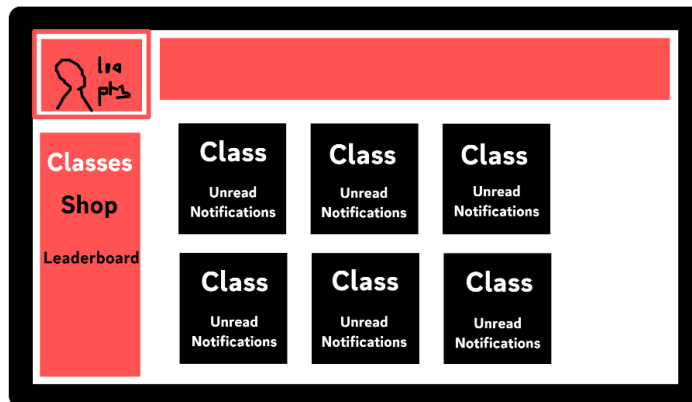 Classes
Shop
Leaderboard
Class
Unread
Notifications
Class
Unread
Notifications
Class
Unread
Notifications
Class
Unread
Notifications
Class
Unread
Notifications
Class
Unread
Notifications